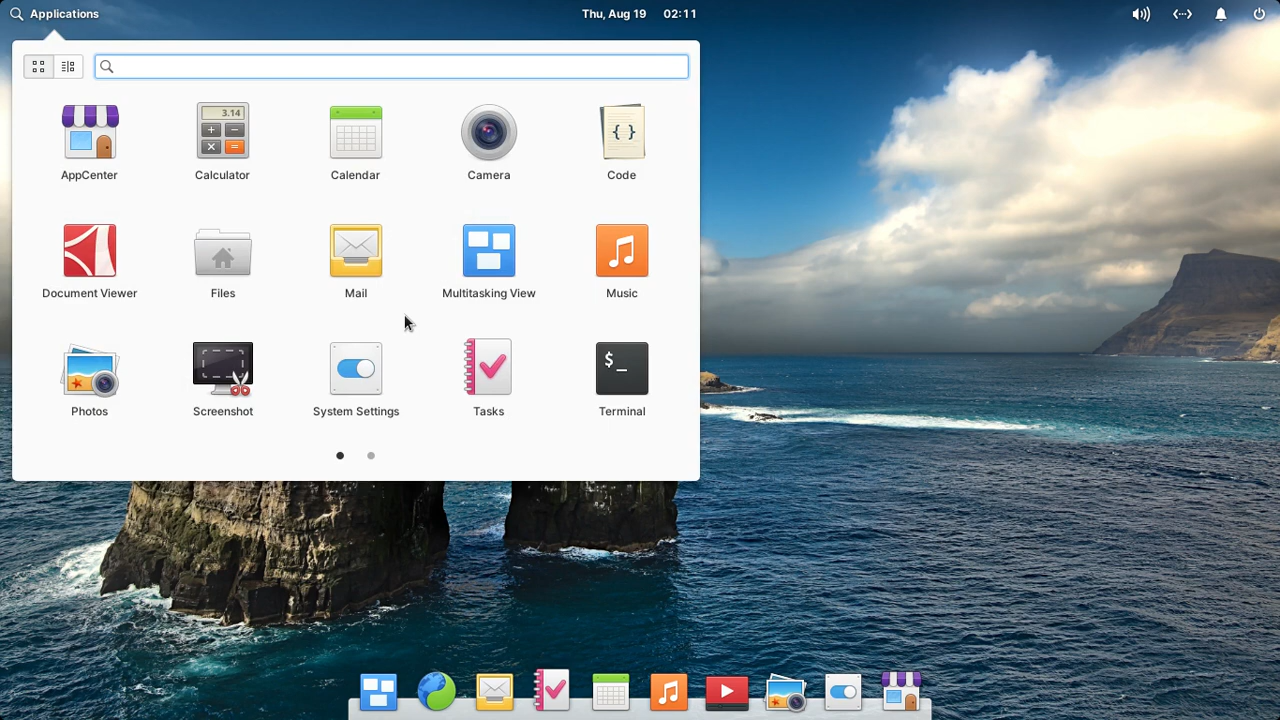 Applications
Thu, Aug 19 02:11
3.14
AppCenter
Calculator
Calendar
Camera
{ }
Code
Document Viewer
Files
Mail
Multitasking View
Music
$_
Photos
Screenshot
System Settings
Tasks
Terminal